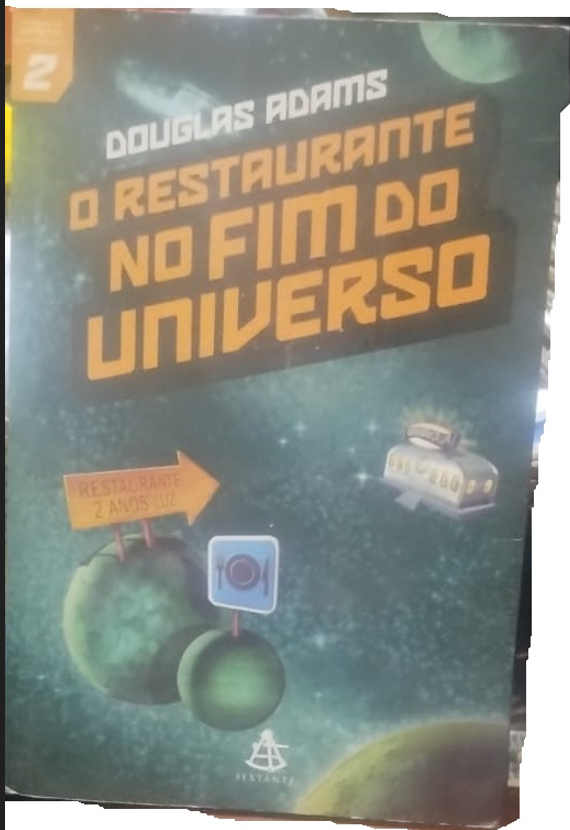 2
DOUGLAS ADAMS
O RESTAURANTE
NO FIM DO
UNIVERSO
RESTAURANTE
2 ANOS-LUZ
SEXTANTE